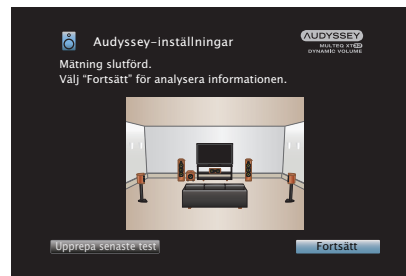 Audyssey-inställningar
AUDYSSEY
MULTEQ XT32
DYNAMIC VOLUME
Mätning slutförd.
Välj “Fortsätt” för analysera informationen.
Upprepa senaste test
Fortsätt